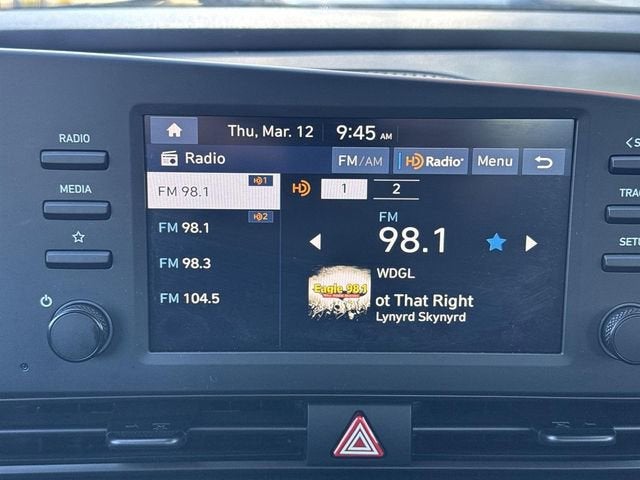 RADIO
MEDIA
Thu, Mar. 12 9:45 AM
Radio FM/AM HD Radio Menu
FM 98.1 HD1
FM 98.1 HD2
FM 98.3
FM 104.5
HD 1 2
FM
98.1
WDGL
Eagle 98.1
ot That Right
Lynyrd Skynyrd
< S
TRAC
SETU